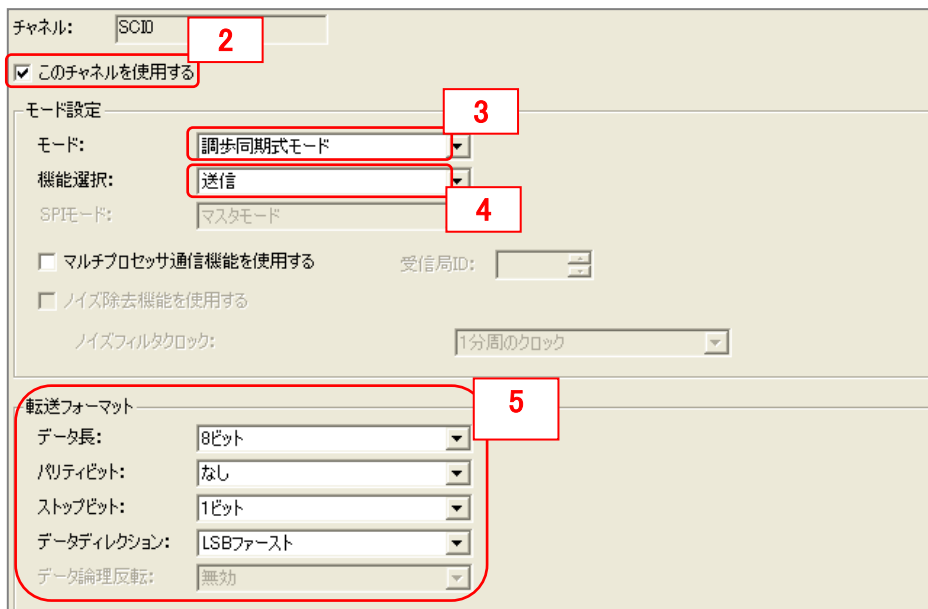 チャネル: SCI0
2
このチャネルを使用する
モード設定
3
モード: 調歩同期式モード
機能選択: 送信
4
SPIモード: マスタモード
マルチプロセッサ通信機能を使用する 受信局ID:
ノイズ除去機能を使用する
ノイズフィルタクロック: 1分周のクロック
5
転送フォーマット
データ長: 8ビット
パリティビット: なし
ストップビット: 1ビット
データディレクション: LSBファースト
データ論理反転: 無効